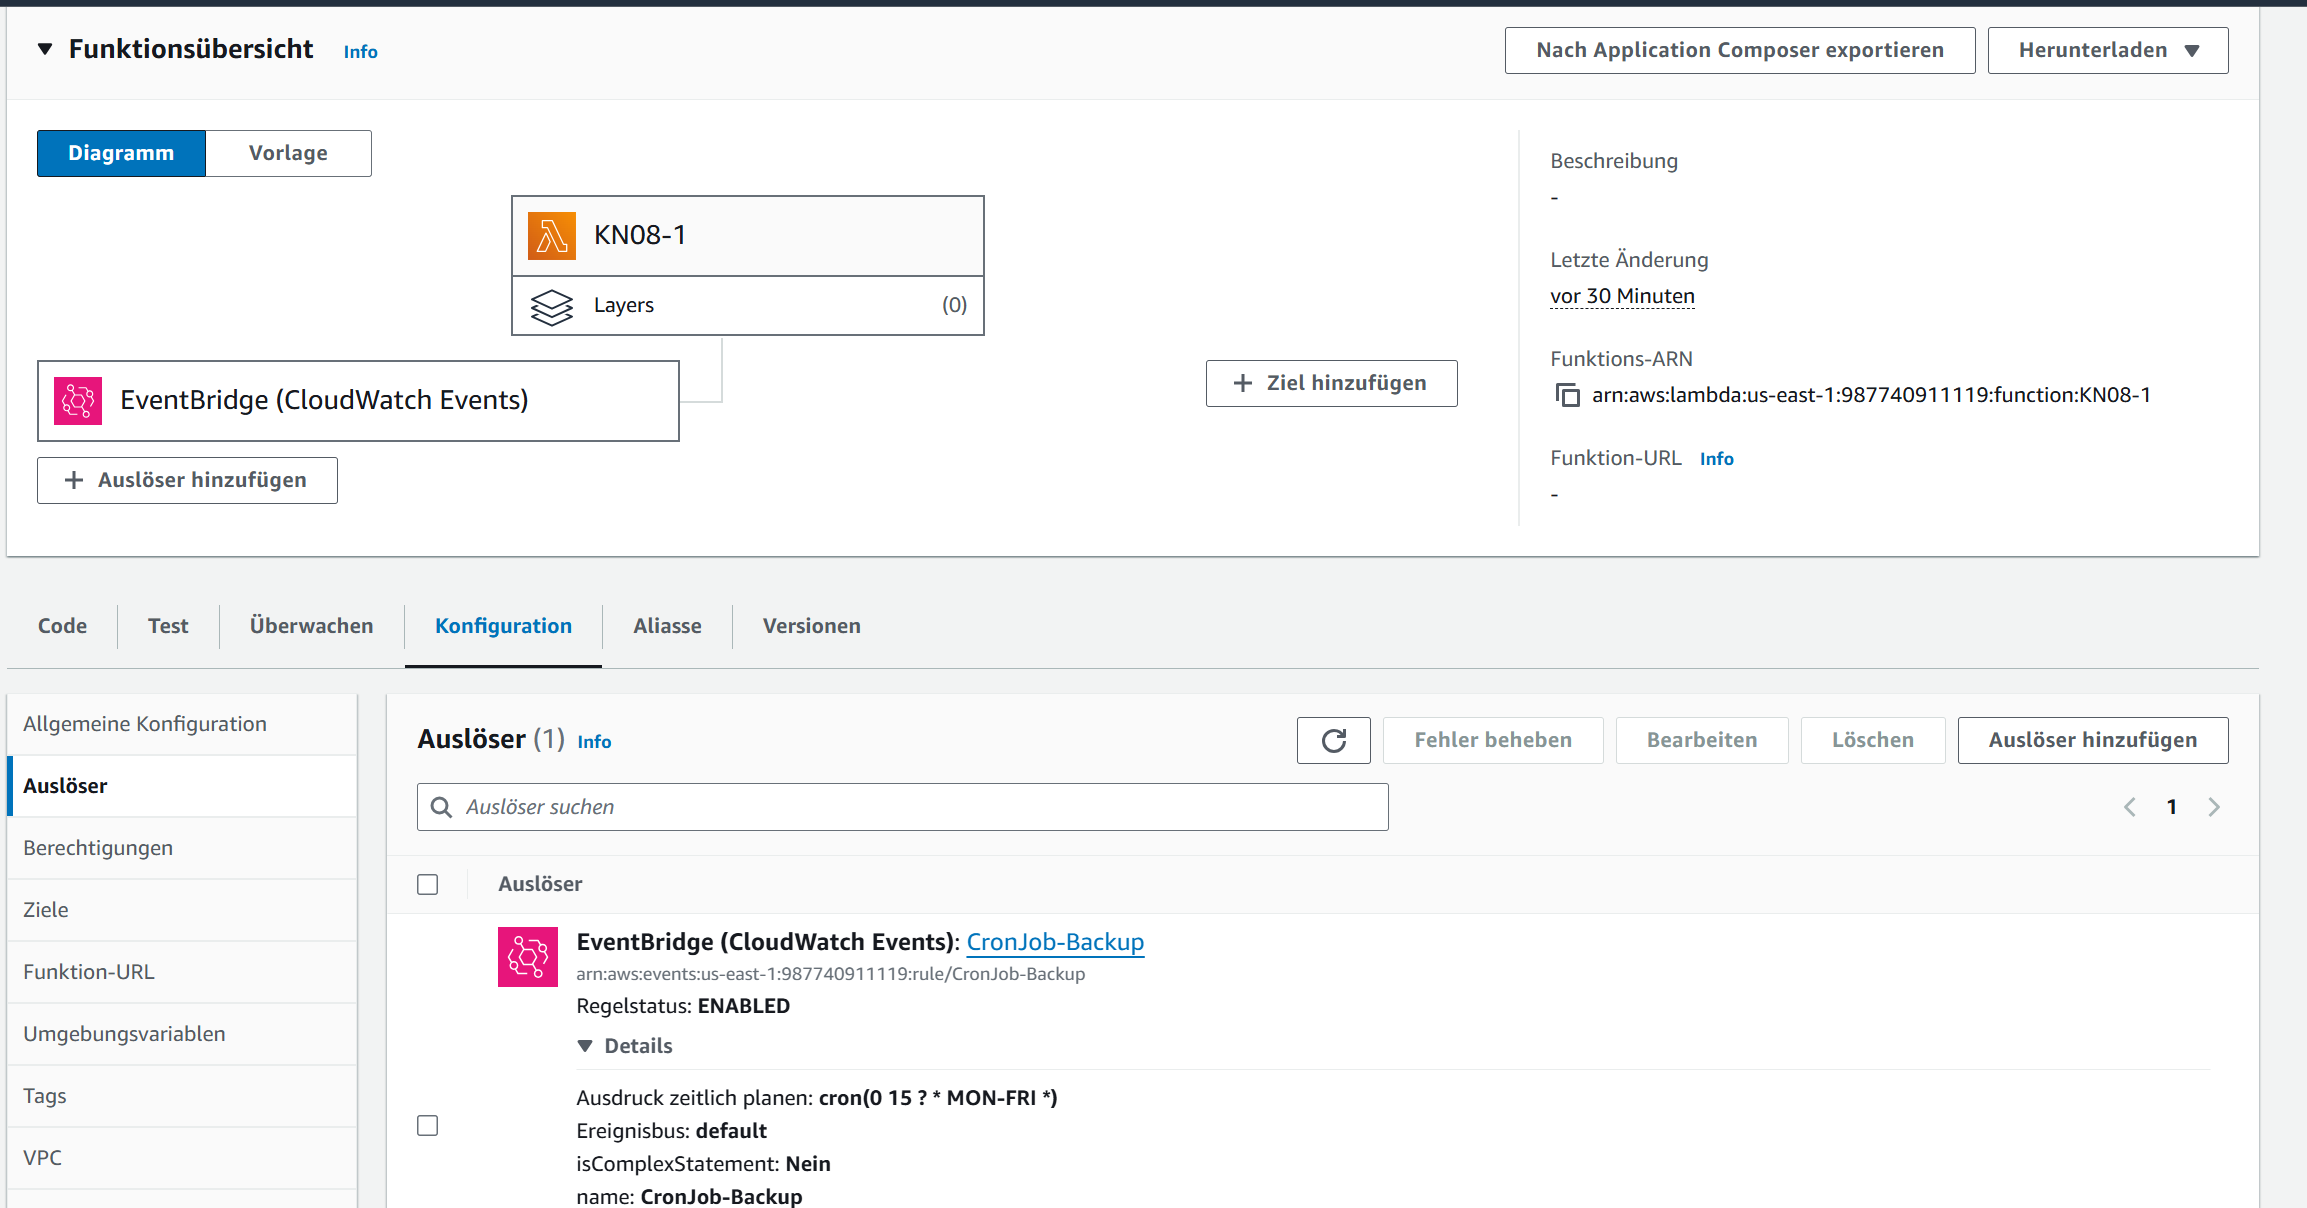 Funktionsübersicht Info
Nach Application Composer exportieren
Herunterladen
Diagramm
Vorlage
KN08-1
Layers (0)
EventBridge (CloudWatch Events)
+ Auslöser hinzufügen
+ Ziel hinzufügen
Beschreibung
-
Letzte Änderung
vor 30 Minuten
Funktions-ARN
arn:aws:lambda:us-east-1:987740911119:function:KN08-1
Funktion-URL Info
-
Code
Test
Überwachen
Konfiguration
Aliasse
Versionen
Allgemeine Konfiguration
Auslöser
Berechtigungen
Ziele
Funktion-URL
Umgebungsvariablen
Tags
VPC
Auslöser (1) Info
Fehler beheben
Bearbeiten
Löschen
Auslöser hinzufügen
Auslöser suchen
1
Auslöser
EventBridge (CloudWatch Events): CronJob-Backup
arn:aws:events:us-east-1:987740911119:rule/CronJob-Backup
Regelstatus: ENABLED
Details
Ausdruck zeitlich planen: cron(0 15 ? * MON-FRI *)
Ereignisbus: default
isComplexStatement: Nein
name: CronJob-Backup